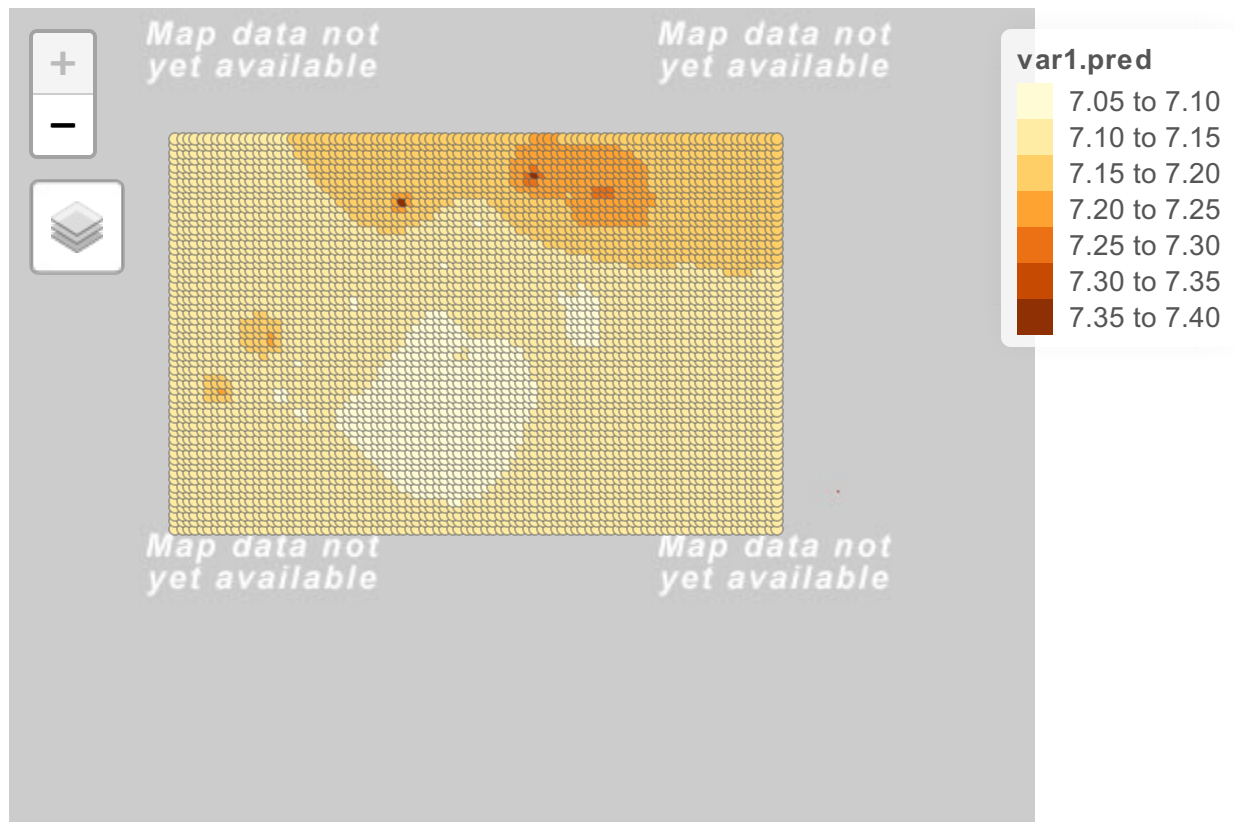 Map data not
yet available
Map data not
yet available
+
−
var1.pred
7.05 to 7.10
7.10 to 7.15
7.15 to 7.20
7.20 to 7.25
7.25 to 7.30
7.30 to 7.35
7.35 to 7.40
Map data not
yet available
Map data not
yet available